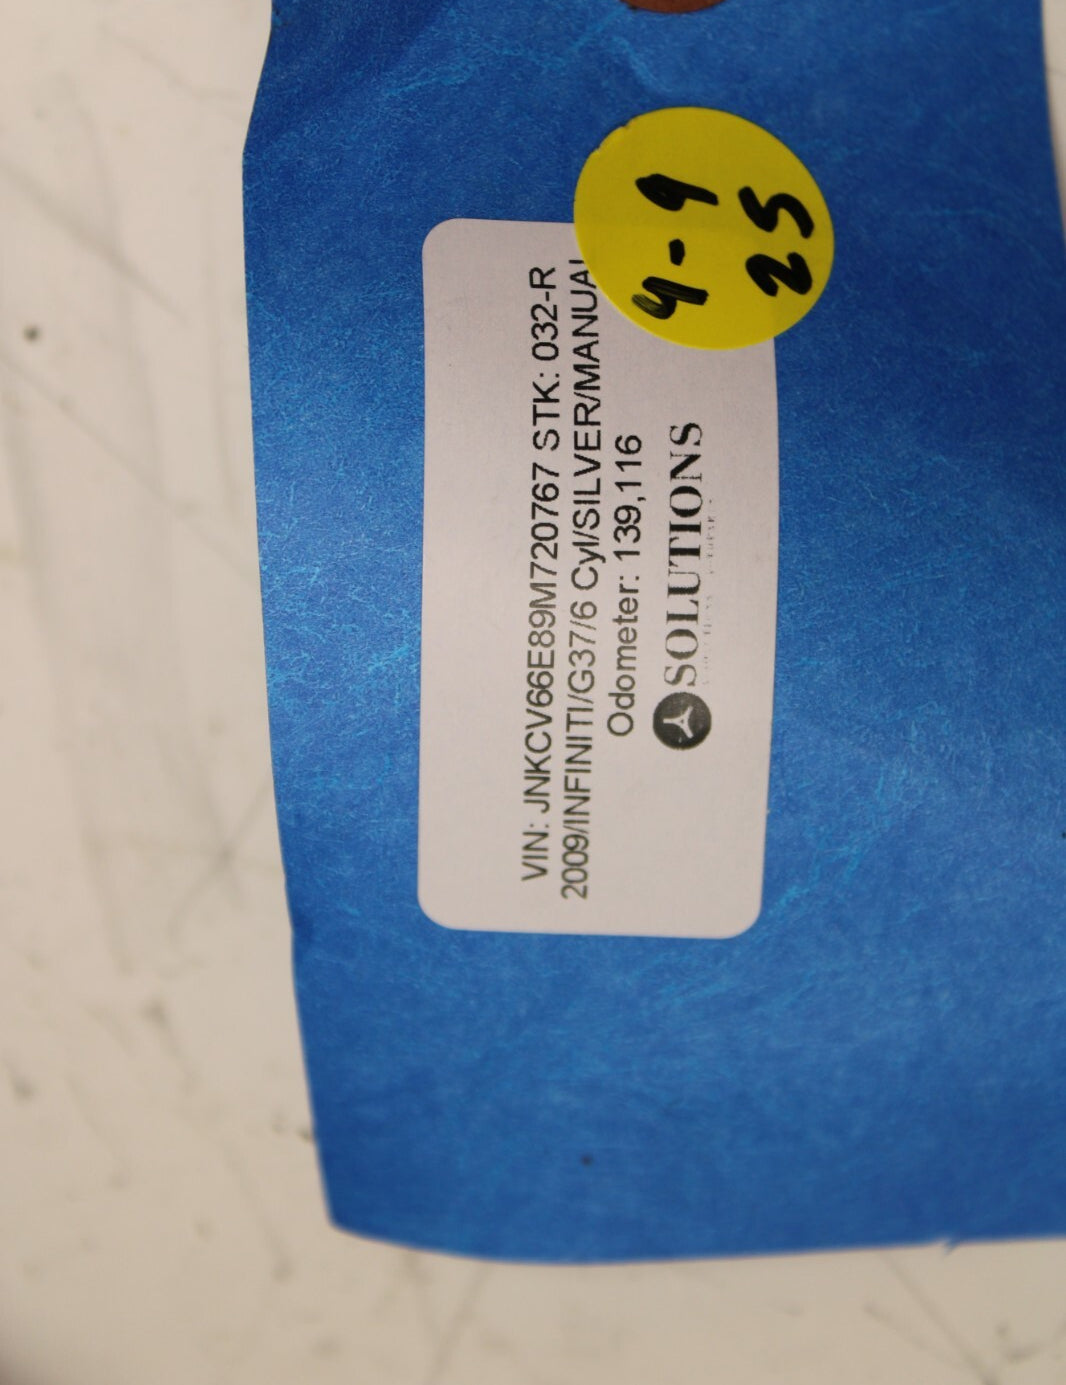 VIN: JNKCV66E89M720767 STK: 032-R
2009/INFINITI/G37/6 Cyl/SILVER/MANUAL
Odometer: 139,116
SOLUTIONS
4-9
25